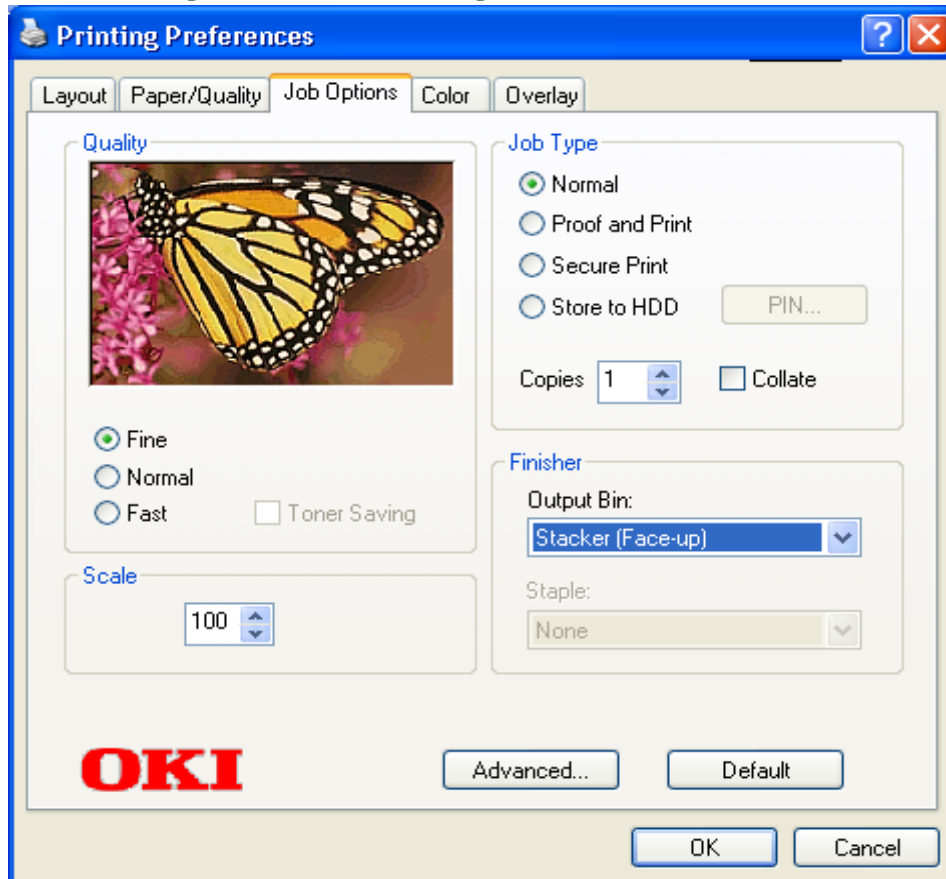 Printing Preferences
Layout Paper/Quality Job Options Color Overlay
Quality
Fine
Normal
Fast
Toner Saving
Scale
100
Job Type
Normal
Proof and Print
Secure Print
Store to HDD
PIN...
Copies 1
Collate
Finisher
Output Bin:
Stacker (Face-up)
Staple:
None
OKI
Advanced...
Default
OK
Cancel